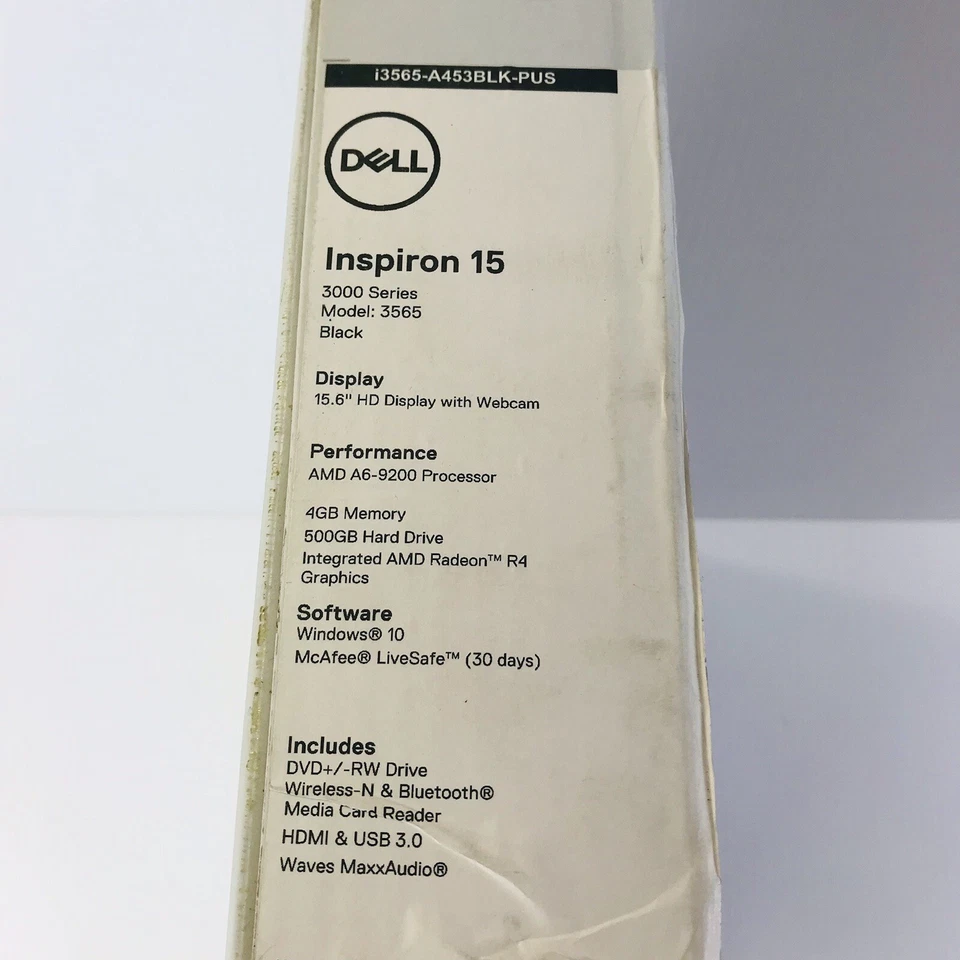 i3565-A453BLK-PUS
DELL
Inspiron 15
3000 Series
Model: 3565
Black
Display
15.6" HD Display with Webcam
Performance
AMD A6-9200 Processor
4GB Memory
500GB Hard Drive
Integrated AMD Radeon™ R4
Graphics
Software
Windows® 10
McAfee® LiveSafe™ (30 days)
Includes
DVD+/-RW Drive
Wireless-N & Bluetooth®
Media Card Reader
HDMI & USB 3.0
Waves MaxxAudio®